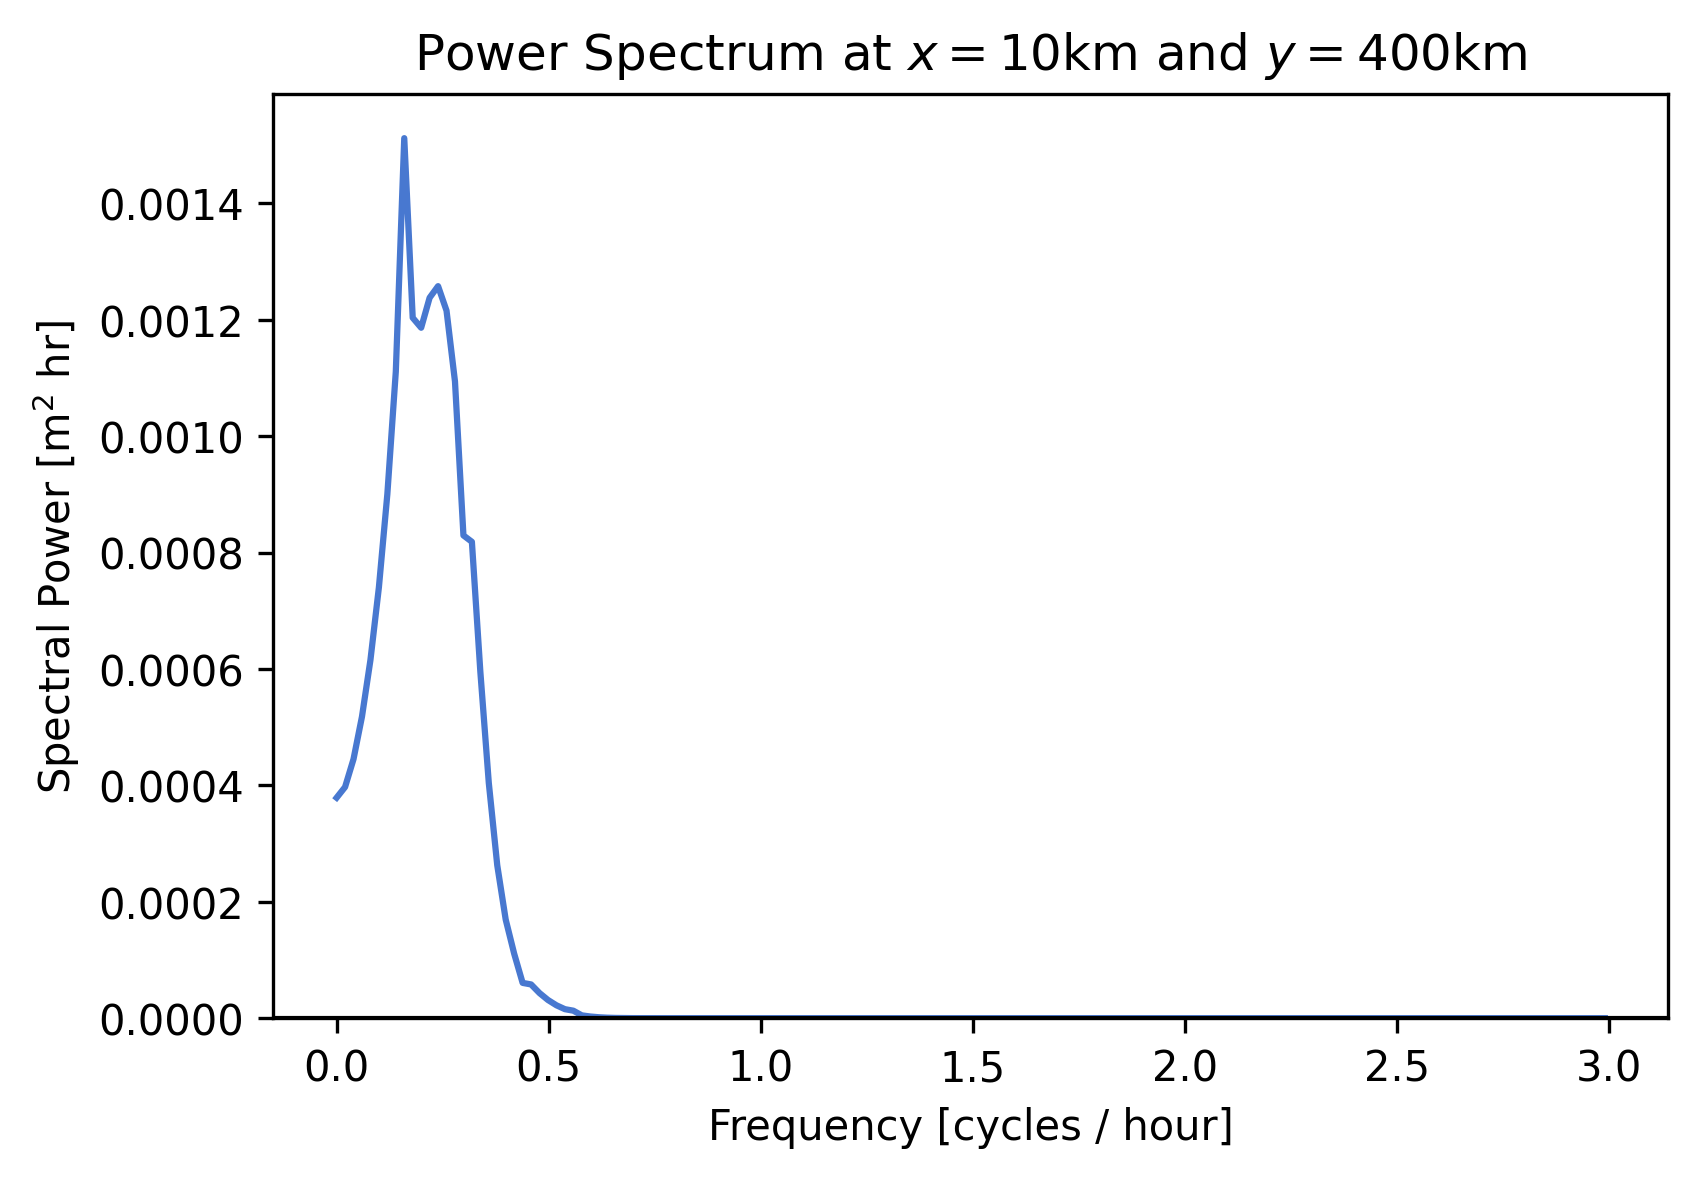 Power Spectrum at x = 10km and y = 400km
Spectral Power [m² hr]
0.0014
0.0012
0.0010
0.0008
0.0006
0.0004
0.0002
0.0000
0.0 0.5 1.0 1.5 2.0 2.5 3.0
Frequency [cycles / hour]